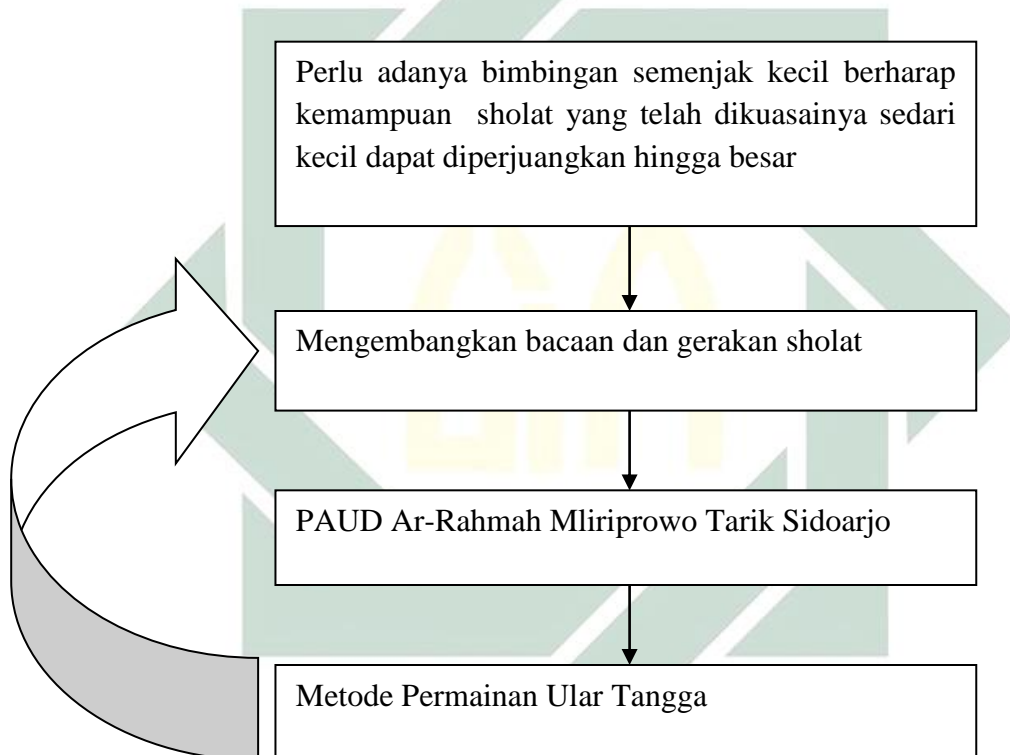 Perlu adanya bimbingan semenjak kecil berharap
kemampuan sholat yang telah dikuasainya sedari
kecil dapat diperjuangkan hingga besar
Mengembangkan bacaan dan gerakan sholat
PAUD Ar-Rahmah Mliriprowo Tarik Sidoarjo
Metode Permainan Ular Tangga